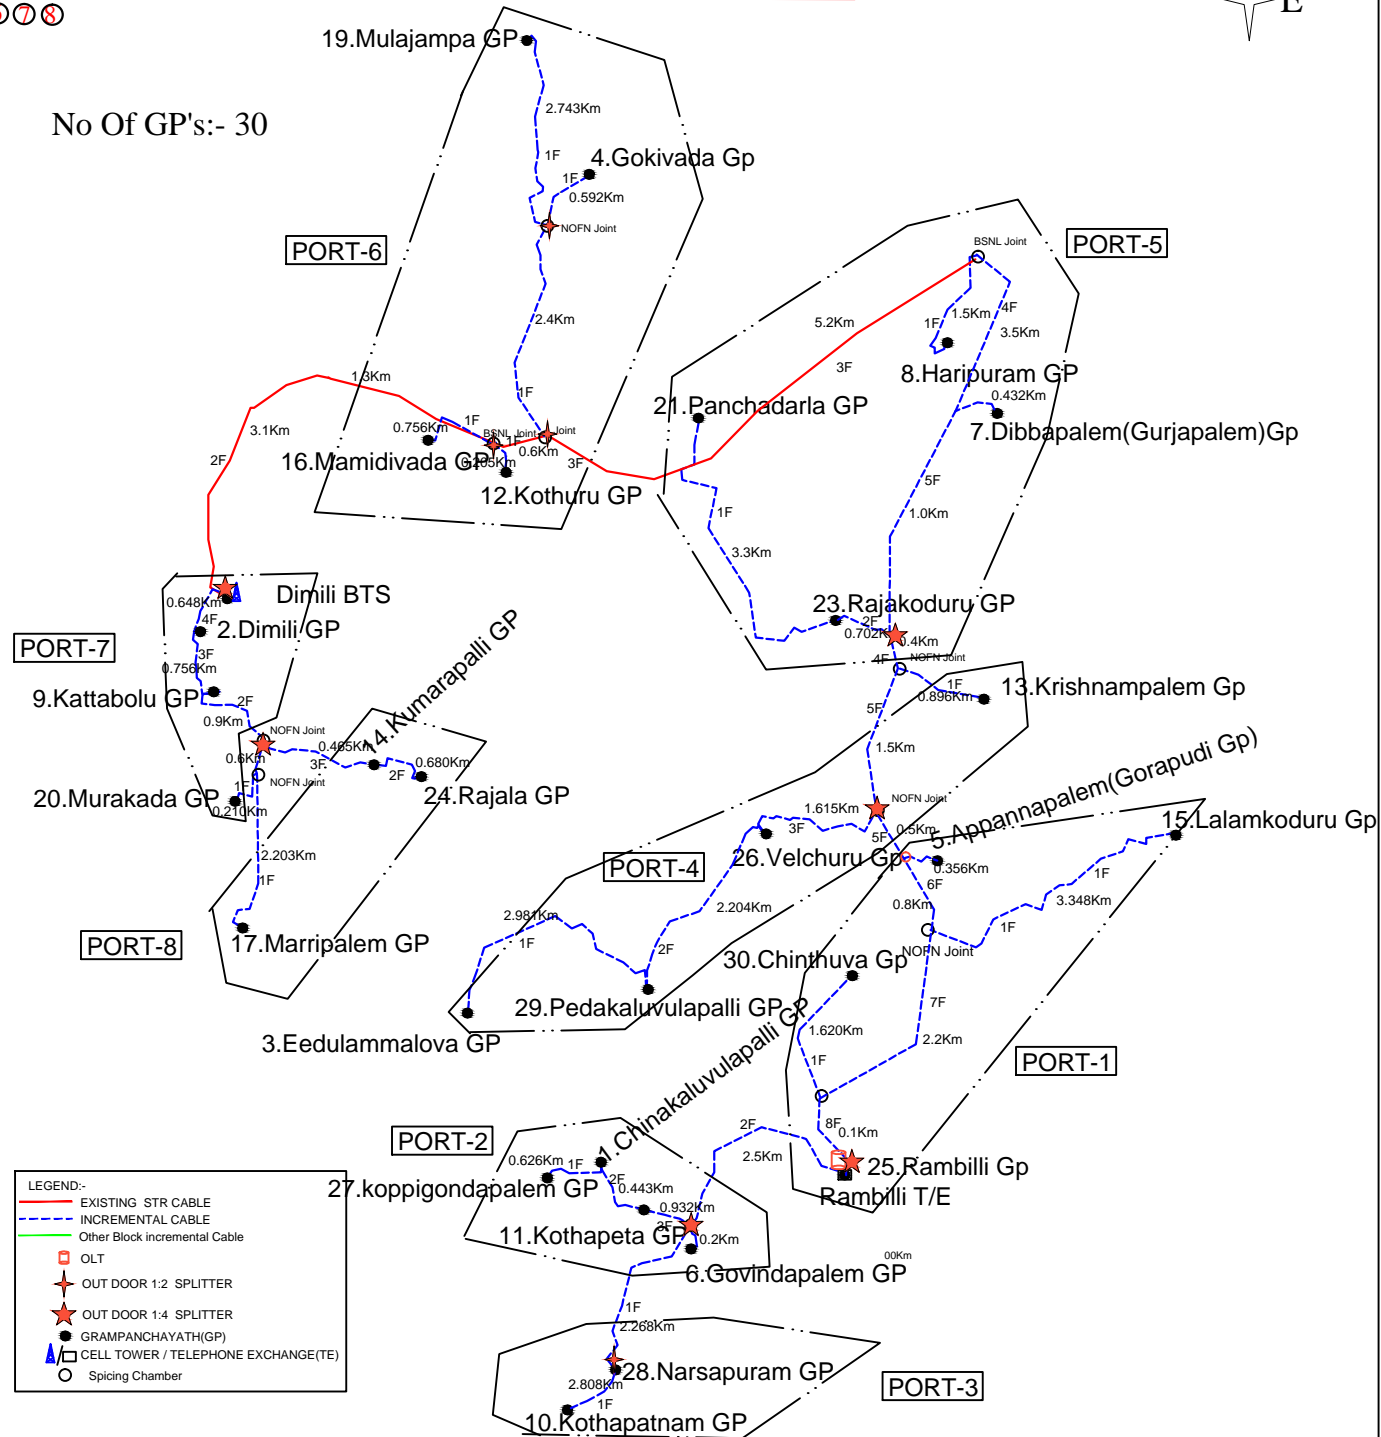 6 7 8
E
19.Mulajampa GP
2.743Km
No Of GP's:- 30
1F
4.Gokivada Gp
1F
0.592Km
NOFN Joint
PORT-6
PORT-5
BSNL Joint
2.4Km
5.2Km
1F
1.5Km
4F
3.5Km
3F
8.Haripuram GP
1.3Km
0.432Km
1F
21.Panchadarla GP
7.Dibbapalem(Gurjapalem)Gp
3.1Km
0.756Km
1F
BSNL Joint
Joint
1F
0.6Km
2F
16.Mamidivada GP
0.205Km
3F
12.Kothuru GP
5F
1.0Km
1F
3.3Km
Dimili BTS
0.648Km
4F
2.Dimili GP
23.Rajakoduru GP
2F
0.702Km
0.4Km
PORT-7
3F
0.756Km
4F
NOFN Joint
9.Kattabolu GP
2F
0.9Km
14.Kumarapalli GP
1F
0.896Km
13.Krishnampalem Gp
5F
1.5Km
NOFN Joint
0.465Km
0.6Km
3F
0.680Km
2F
NOFN Joint
1F
20.Murakada GP
0.210Km
24.Rajala GP
1.615Km
NOFN Joint
3F
5F
0.5Km
5.Appannapalem(Gorapudi Gp)
15.Lalamkoduru Gp
2.203Km
1F
PORT-4
26.Velchuru Gp
0.356Km
6F
1F
3.348Km
0.8Km
2.204Km
2.981Km
1F
1F
17.Marripalem GP
PORT-8
2F
NOFN Joint
30.Chinthuva Gp
29.Pedakaluvulapalli GP
7F
3.Eedulammalova GP
1.620Km
2.2Km
1F
PORT-1
1.Chinakaluvulapalli GP
2F
8F
0.1Km
PORT-2
2.5Km
0.626Km
1F
25.Rambilli Gp
27.koppigondapalem GP
2F
Rambilli T/E
0.443Km
0.932Km
3F
11.Kothapeta GP
0.2Km
00Km
6.Govindapalem GP
1F
2.268Km
28.Narsapuram GP
2.808Km
PORT-3
1F
10.Kothapatnam GP
LEGEND:-
EXISTING STR CABLE
INCREMENTAL CABLE
Other Block incremental Cable
OLT
OUT DOOR 1:2 SPLITTER
OUT DOOR 1:4 SPLITTER
GRAMPANCHAYATH(GP)
/ CELL TOWER / TELEPHONE EXCHANGE(TE)
Spicing Chamber